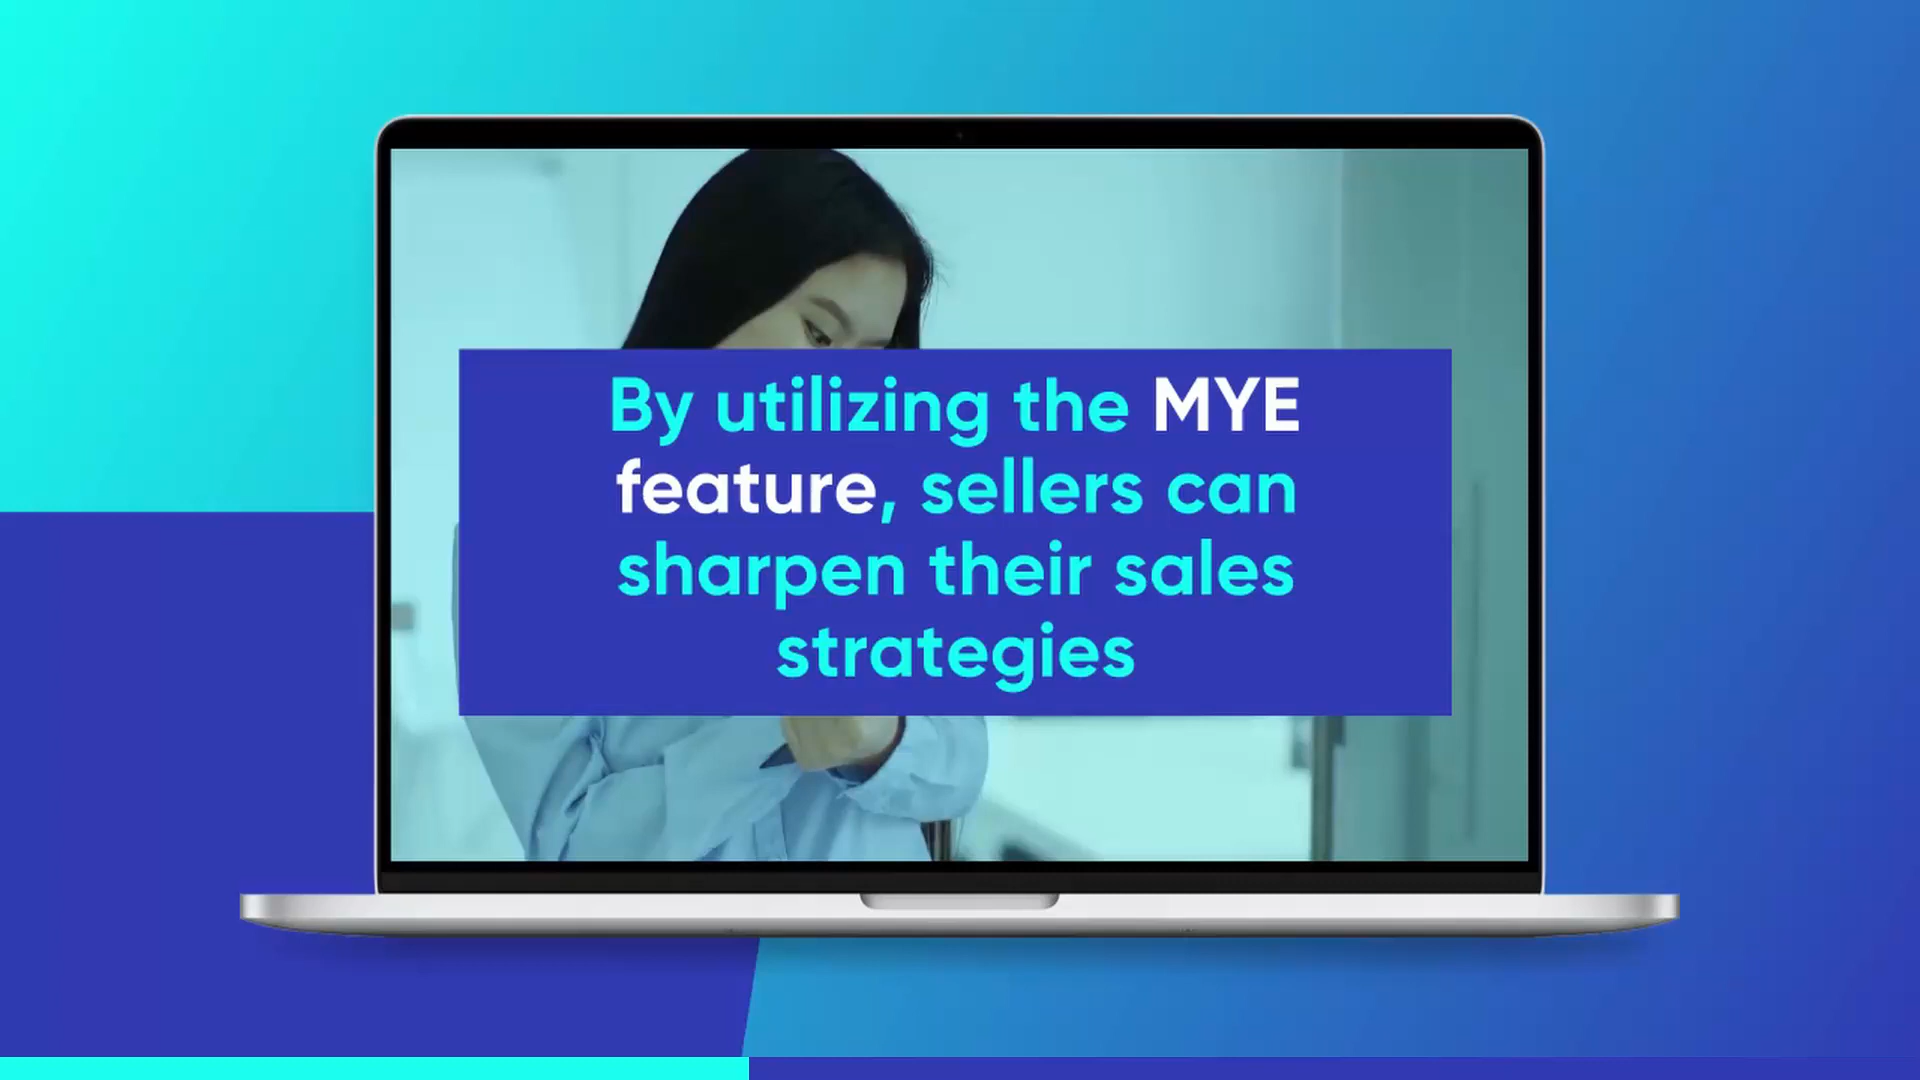 By utilizing the MYE
feature, sellers can
sharpen their sales
strategies